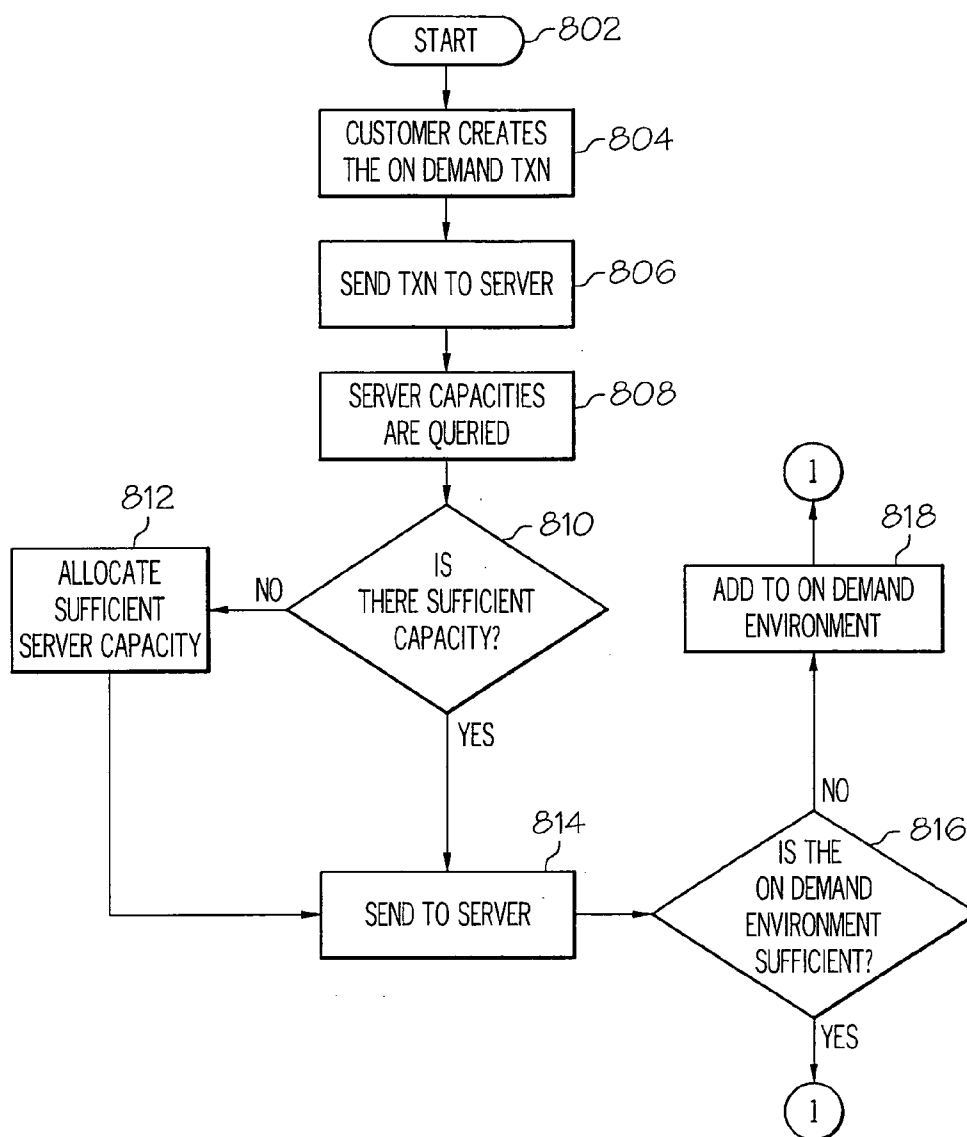 START
802
CUSTOMER CREATES
THE ON DEMAND TXN
804
SEND TXN TO SERVER
806
SERVER CAPACITIES
ARE QUERIED
808
812
ALLOCATE
SUFFICIENT
SERVER CAPACITY
NO
IS
THERE SUFFICIENT
CAPACITY?
810
YES
1
818
ADD TO ON DEMAND
ENVIRONMENT
NO
814
SEND TO SERVER
816
IS THE
ON DEMAND
ENVIRONMENT
SUFFICIENT?
YES
1